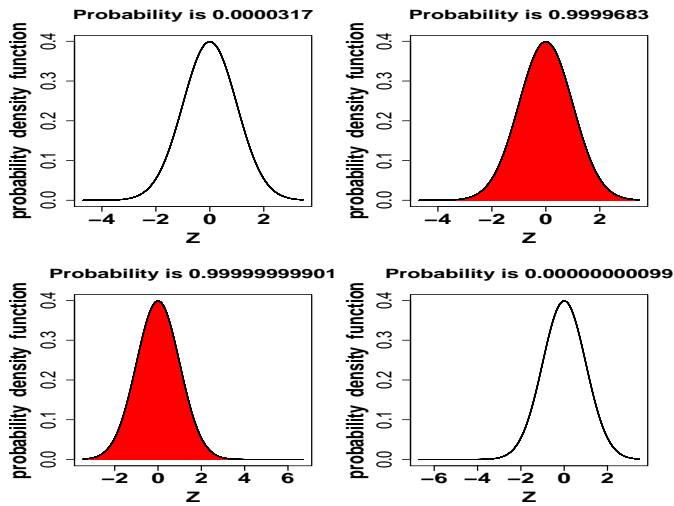 Probability is 0.0000317
probability density function
0.0 0.1 0.2 0.3 0.4
−4 −2 0 2
Z
Probability is 0.9999683
probability density function
0.0 0.1 0.2 0.3 0.4
−4 −2 0 2
Z
Probability is 0.99999999901
probability density function
0.0 0.1 0.2 0.3 0.4
−2 0 2 4 6
Z
Probability is 0.00000000099
probability density function
0.0 0.1 0.2 0.3 0.4
−6 −4 −2 0 2
Z